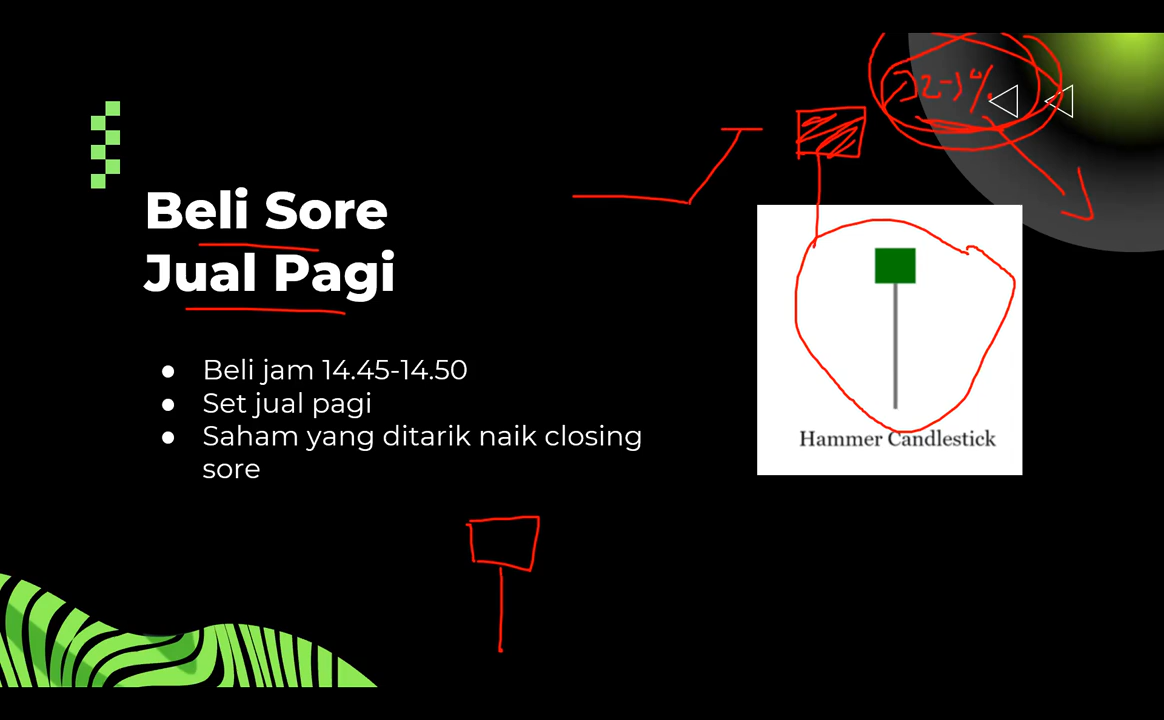 Beli Sore
Jual Pagi
● Beli jam 14.45-14.50
● Set jual pagi
● Saham yang ditarik naik closing
sore
Hammer Candlestick